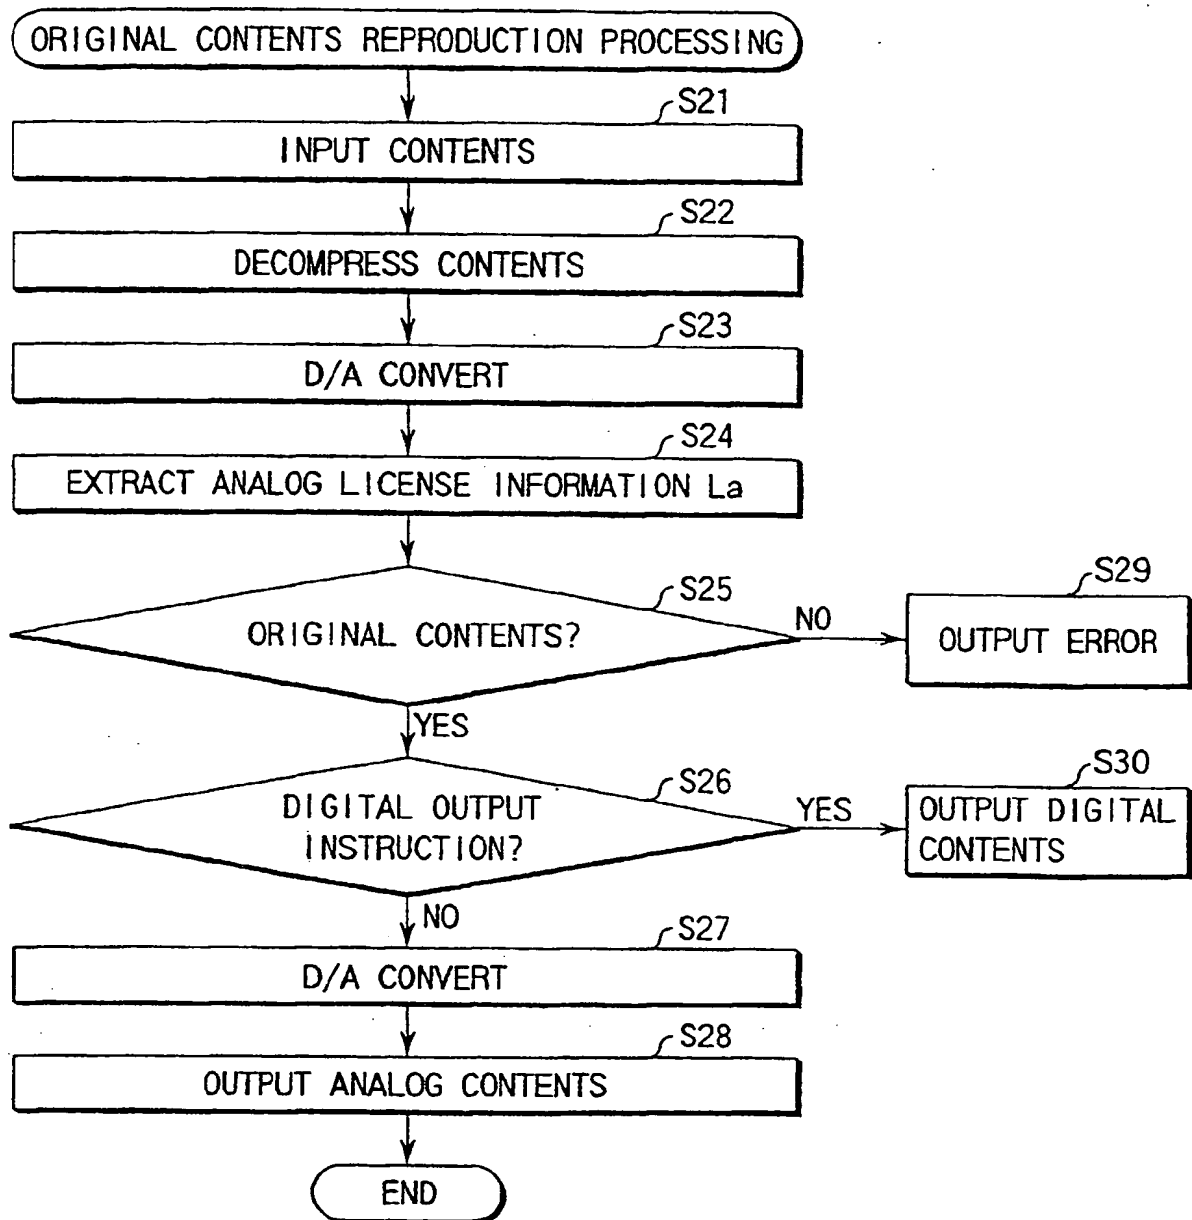 ORIGINAL CONTENTS REPRODUCTION PROCESSING
S21
INPUT CONTENTS
S22
DECOMPRESS CONTENTS
S23
D/A CONVERT
S24
EXTRACT ANALOG LICENSE INFORMATION La
S25
ORIGINAL CONTENTS?
NO
S29
OUTPUT ERROR
YES
S26
DIGITAL OUTPUT
INSTRUCTION?
YES
S30
OUTPUT DIGITAL
CONTENTS
NO
S27
D/A CONVERT
S28
OUTPUT ANALOG CONTENTS
END